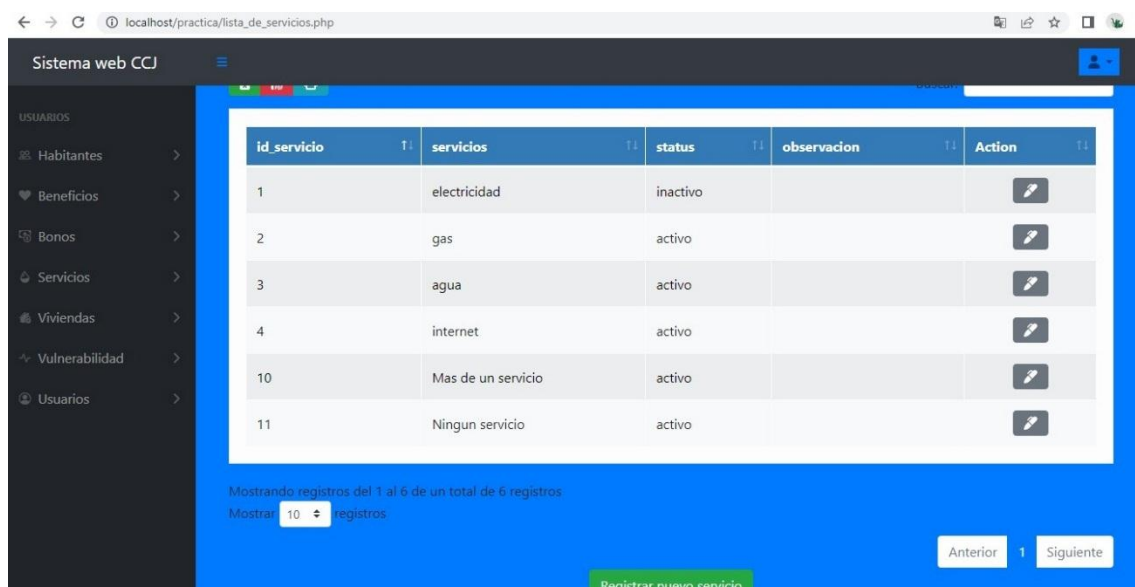 localhost/practica/lista_de_servicios.php
Sistema web CCJ
USUARIOS
Habitantes
Beneficios
Bonos
Servicios
Viviendas
Vulnerabilidad
Usuarios
Buscar:
id_servicio servicios status observacion Action
1 electricidad inactivo
2 gas activo
3 agua activo
4 internet activo
10 Mas de un servicio activo
11 Ningun servicio activo
Mostrando registros del 1 al 6 de un total de 6 registros
Mostrar 10 registros
Anterior 1 Siguiente
Registrar nuevo servicio